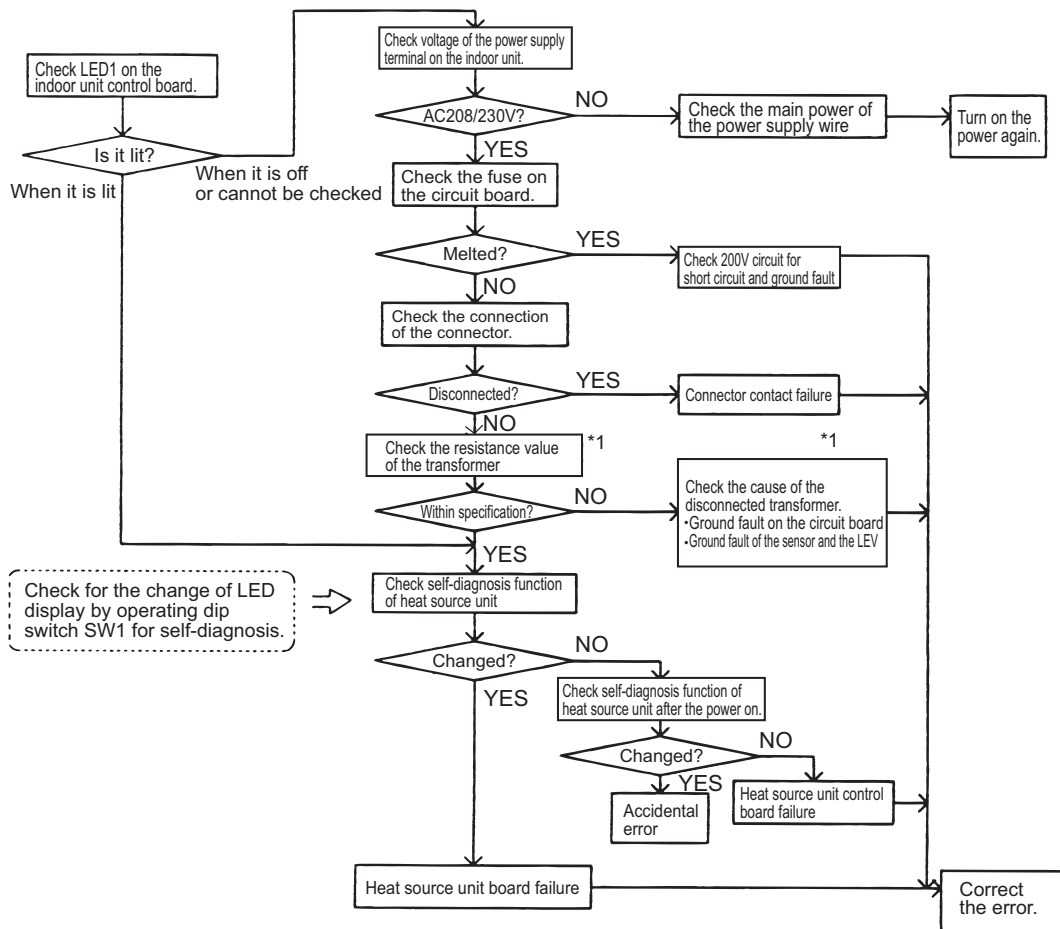 Check LED1 on the
indoor unit control board.
Is it lit?
When it is lit
When it is off
or cannot be checked
Check voltage of the power supply
terminal on the indoor unit.
AC208/230V?
NO
Check the main power of
the power supply wire
Turn on the
power again.
YES
Check the fuse on
the circuit board.
Melted?
YES
Check 200V circuit for
short circuit and ground fault
NO
Check the connection
of the connector.
Disconnected?
YES
Connector contact failure
NO
Check the resistance value
of the transformer
*1
*1
Within specification?
NO
Check the cause of the
disconnected transformer.
•Ground fault on the circuit board
•Ground fault of the sensor and the LEV
YES
Check self-diagnosis function
of heat source unit
Check for the change of LED
display by operating dip
switch SW1 for self-diagnosis.
Changed?
NO
YES
Check self-diagnosis function of
heat source unit after the power on.
Changed?
NO
YES
Accidental
error
Heat source unit control
board failure
Heat source unit board failure
Correct
the error.